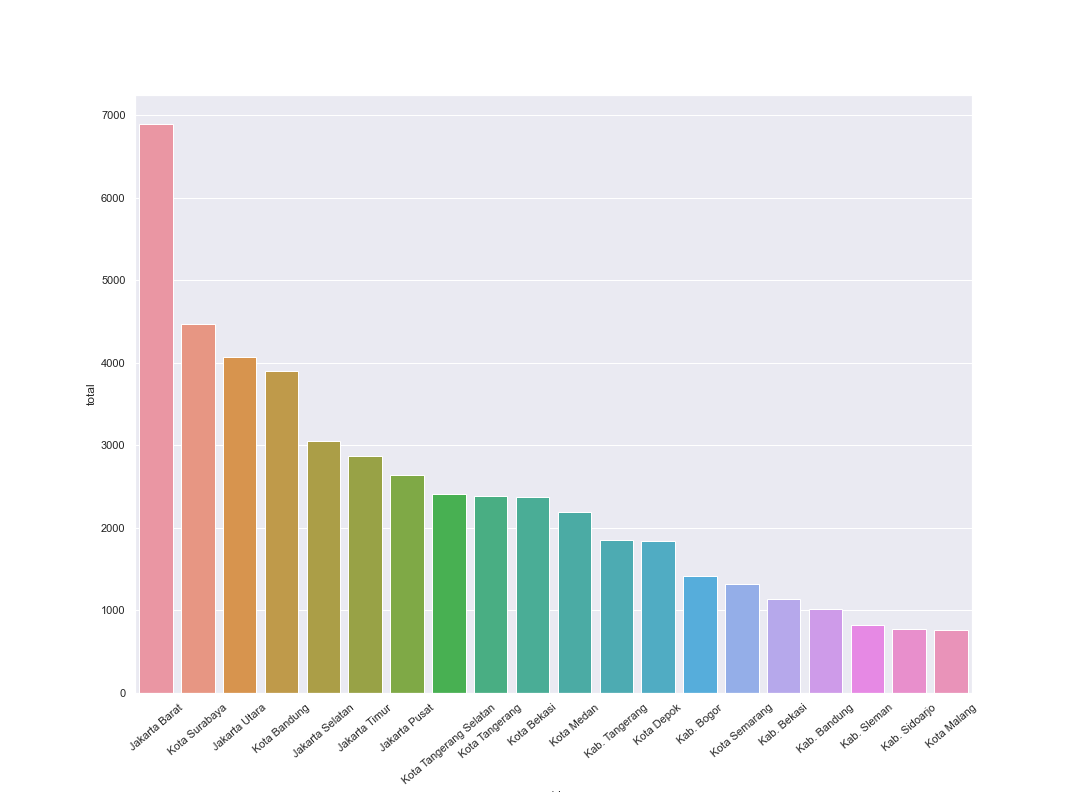 7000
6000
5000
4000
3000
2000
1000
0
total
Jakarta Barat
Kota Surabaya
Jakarta Utara
Kota Bandung
Jakarta Selatan
Jakarta Timur
Jakarta Pusat
Kota Tangerang Selatan
Kota Tangerang
Kota Bekasi
Kota Medan
Kab. Tangerang
Kota Depok
Kab. Bogor
Kota Semarang
Kab. Bekasi
Kab. Bandung
Kab. Sleman
Kab. Sidoarjo
Kota Malang